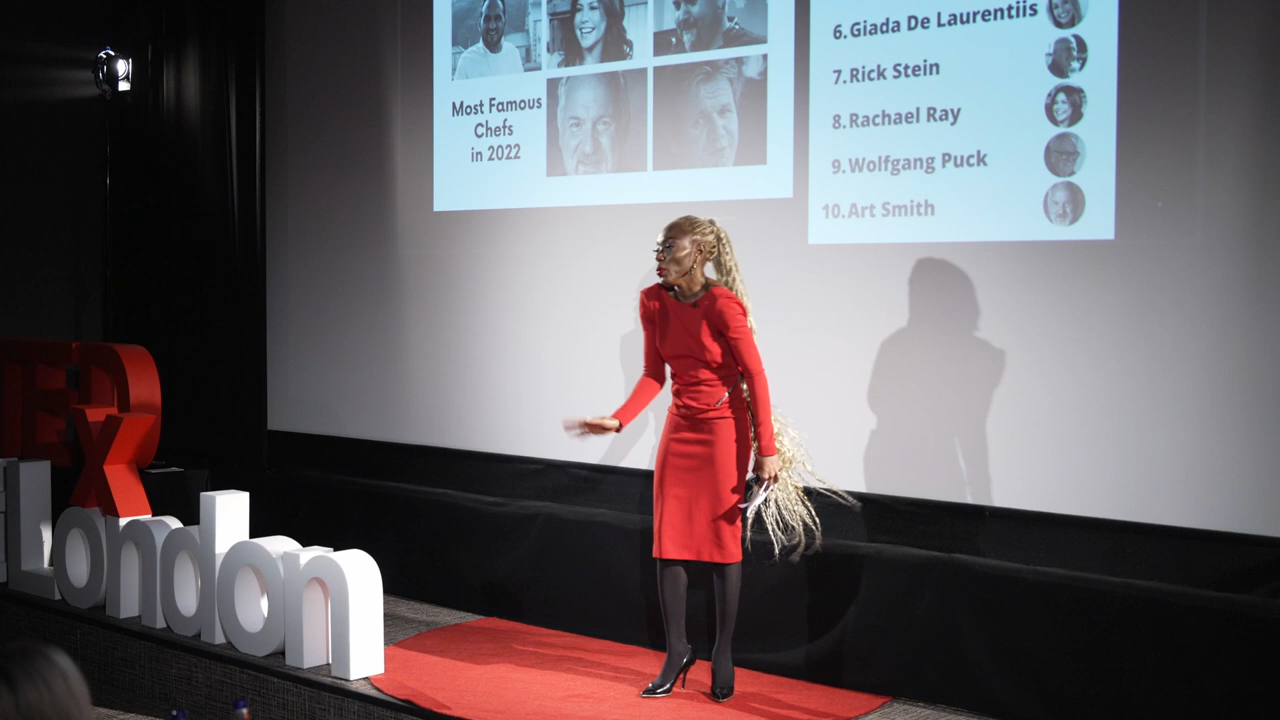 Most Famous
Chefs
in 2022
6. Giada De Laurentiis
7. Rick Stein
8. Rachael Ray
9. Wolfgang Puck
10. Art Smith
TEDx
London